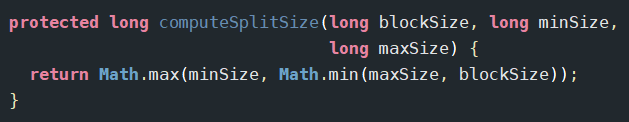 protected long computeSplitSize(long blockSize, long minSize,
                                long maxSize) {
  return Math.max(minSize, Math.min(maxSize, blockSize));
}